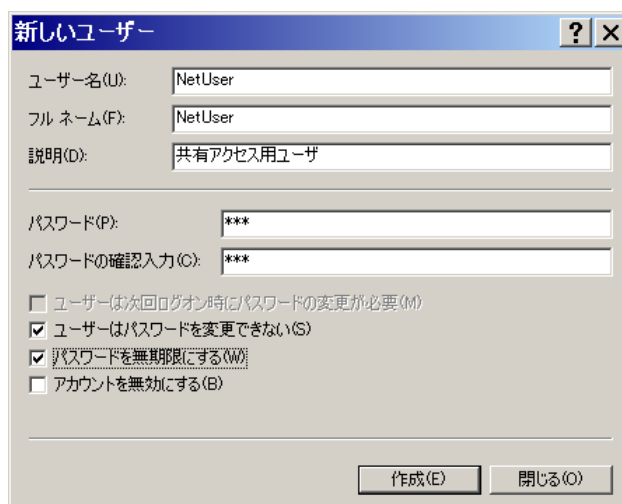 新しいユーザー
ユーザー名(U): NetUser
フル ネーム(F): NetUser
説明(D): 共有アクセス用ユーザ
パスワード(P): ***
パスワードの確認入力(C): ***
ユーザーは次回ログオン時にパスワードの変更が必要(M)
ユーザーはパスワードを変更できない(S)
パスワードを無期限にする(W)
アカウントを無効にする(B)
作成(E) 閉じる(O)